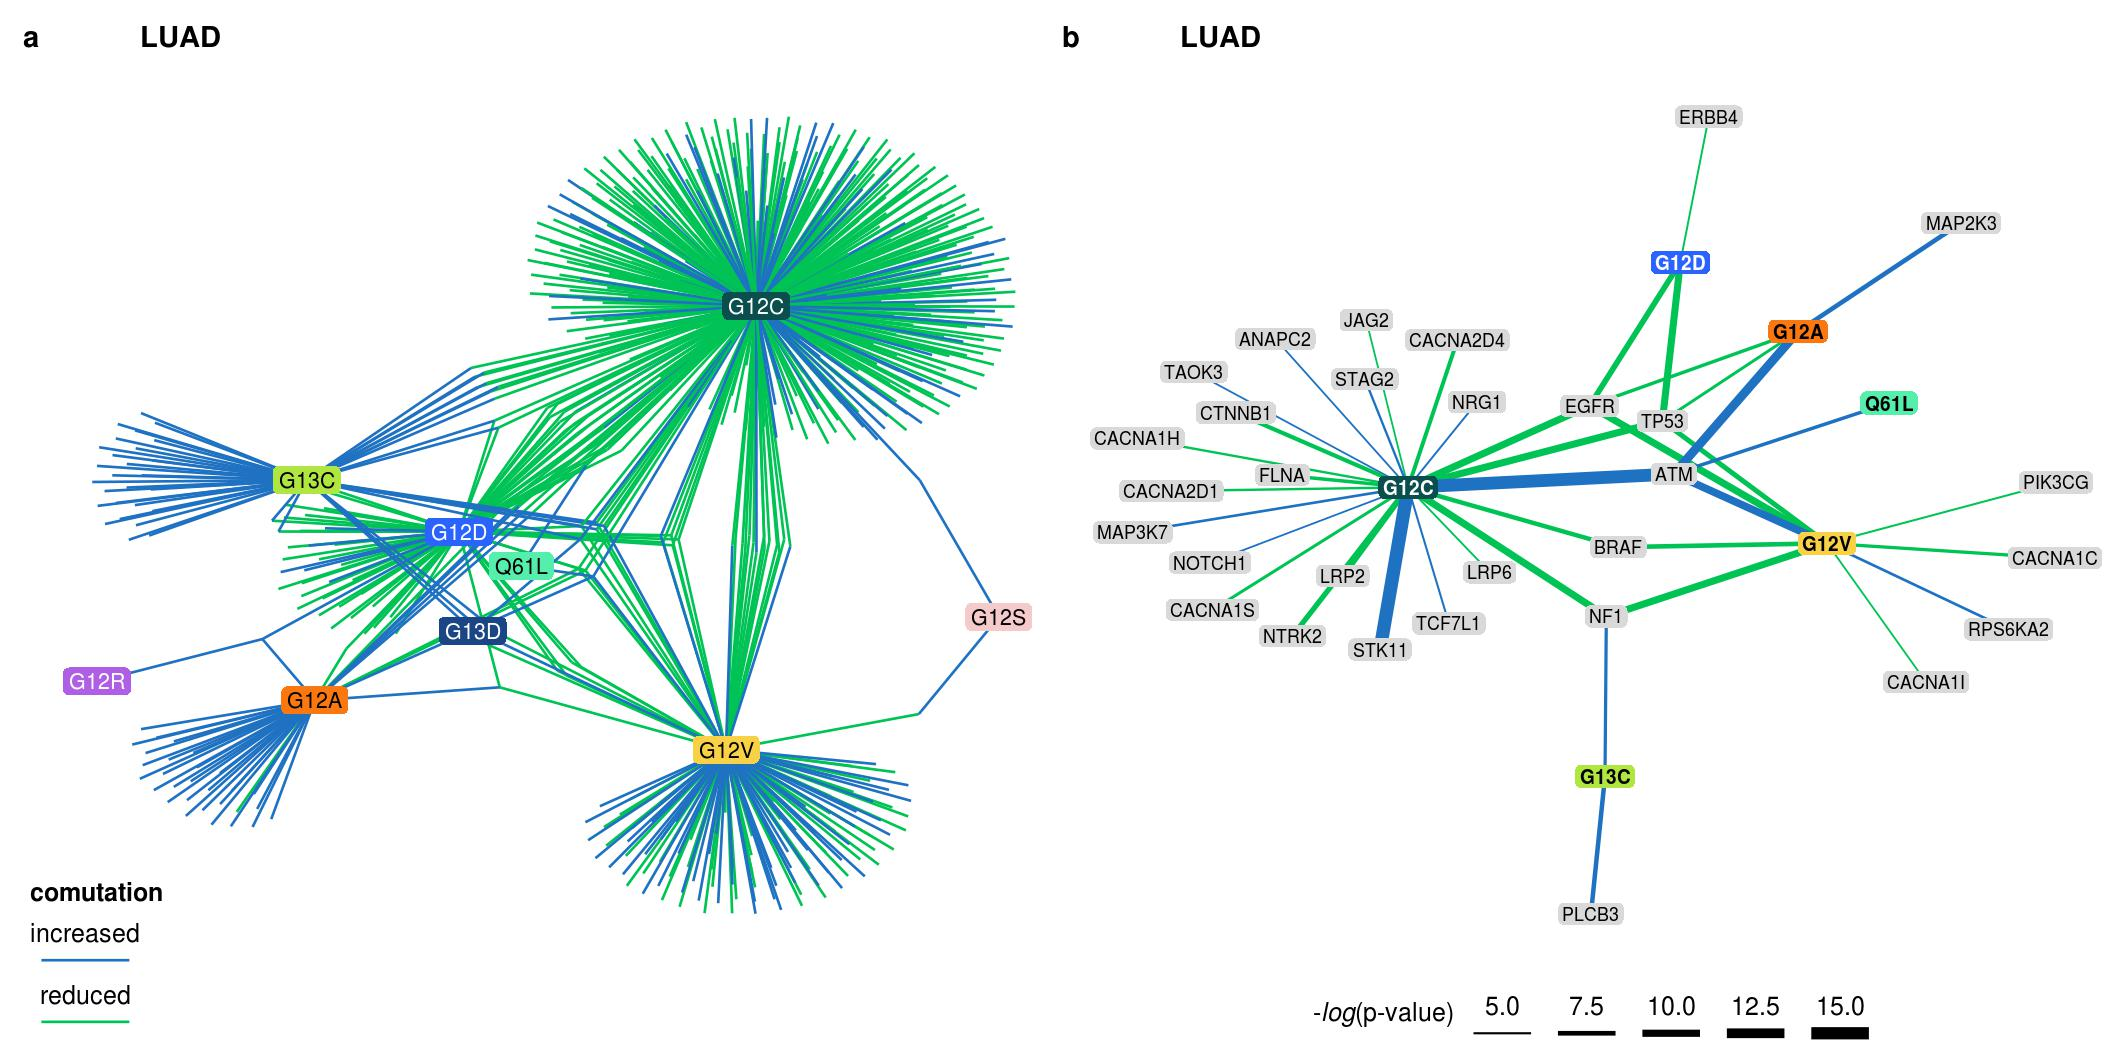 a LUAD
G12C
G13C
G12D
Q61L
G12S
G13D
G12R
G12A
G12V
comutation
increased
reduced
b LUAD
ERBB4
MAP2K3
G12D
JAG2
G12A
ANAPC2
CACNA2D4
TAOK3
STAG2
NRG1
EGFR
Q61L
CTNNB1
TP53
CACNA1H
FLNA
ATM
PIK3CG
CACNA2D1
G12C
MAP3K7
BRAF
G12V
CACNA1C
NOTCH1
LRP2
LRP6
CACNA1S
NF1
TCF7L1
RPS6KA2
NTRK2
STK11
CACNA1I
G13C
PLCB3
-log(p-value) 5.0 7.5 10.0 12.5 15.0